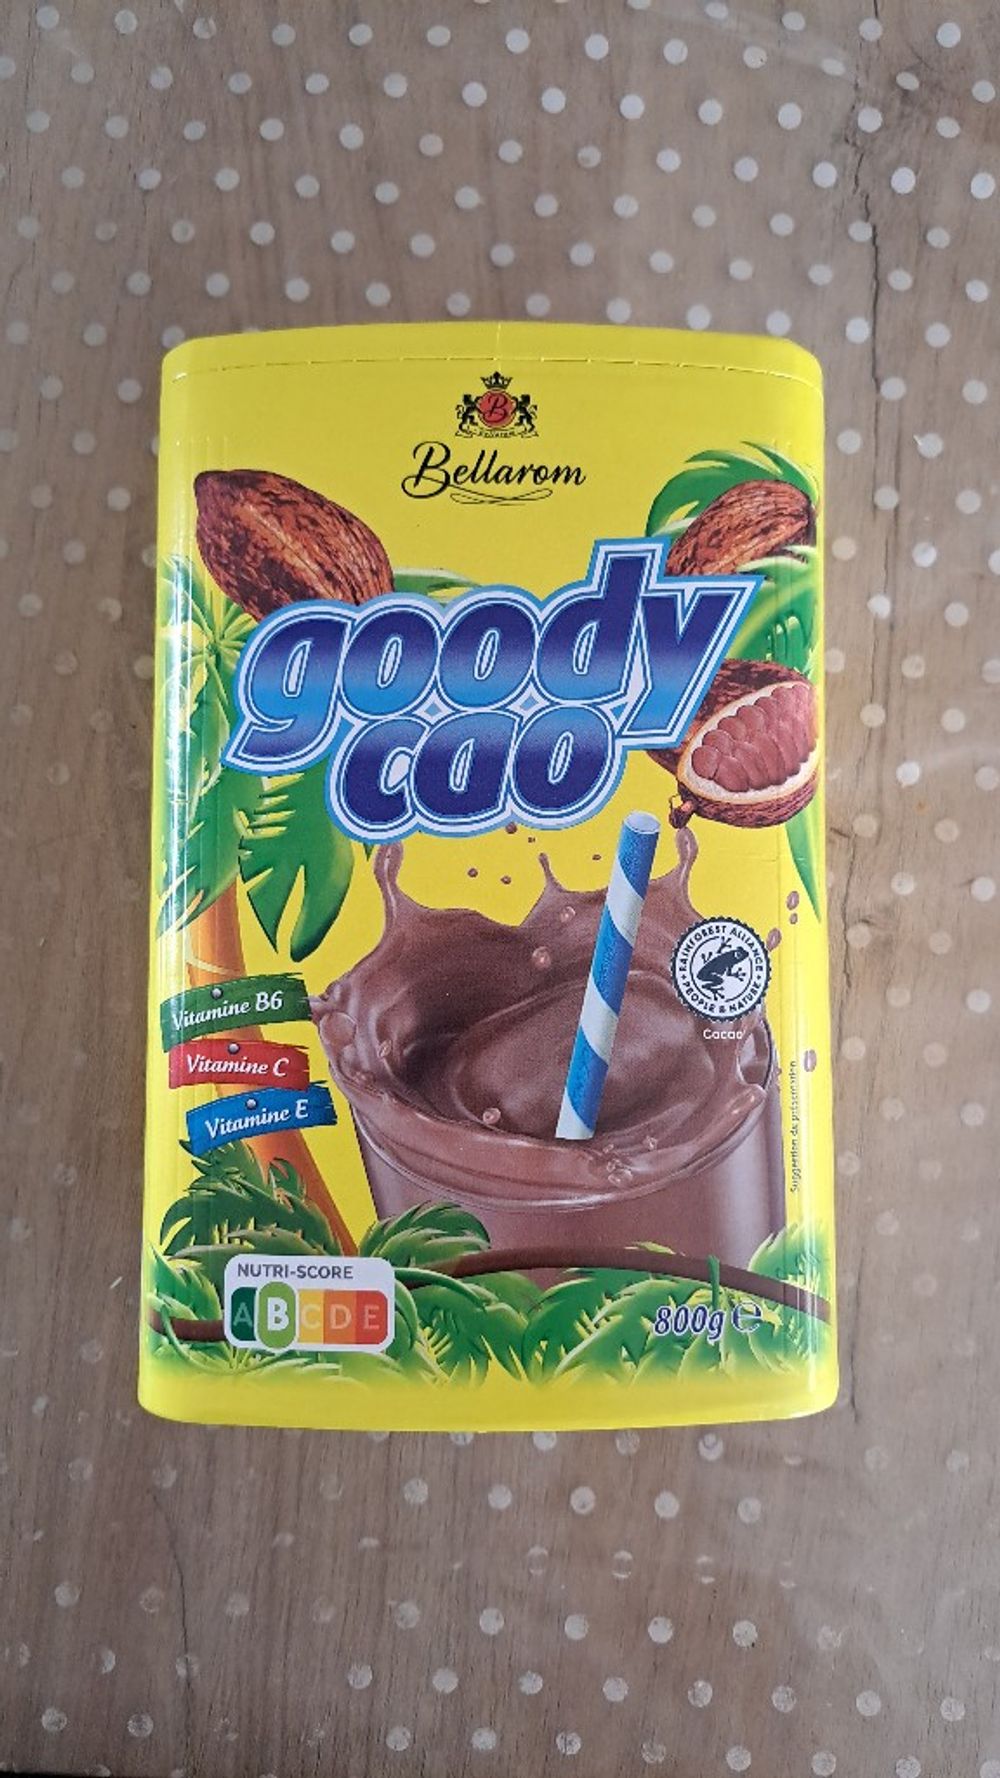 B
Bellarom
goody
cao
RAINFOREST ALLIANCE
PEOPLE & NATURE
Cacao
Vitamine B6
Vitamine C
Vitamine E
Suggestion de présentation
NUTRI-SCORE
A B C D E
800g e